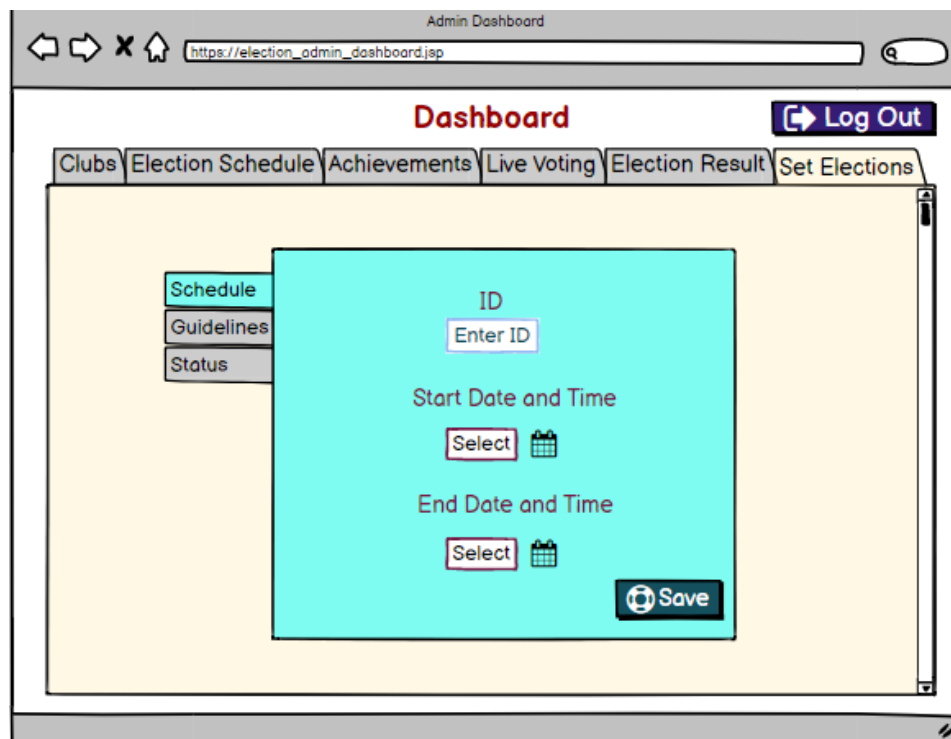 Admin Dashboard
https://election_admin_dashboard.jsp
Dashboard
Log Out
Clubs Election Schedule Achievements Live Voting Election Result Set Elections
Schedule
Guidelines
Status
ID
Enter ID
Start Date and Time
Select
End Date and Time
Select
Save